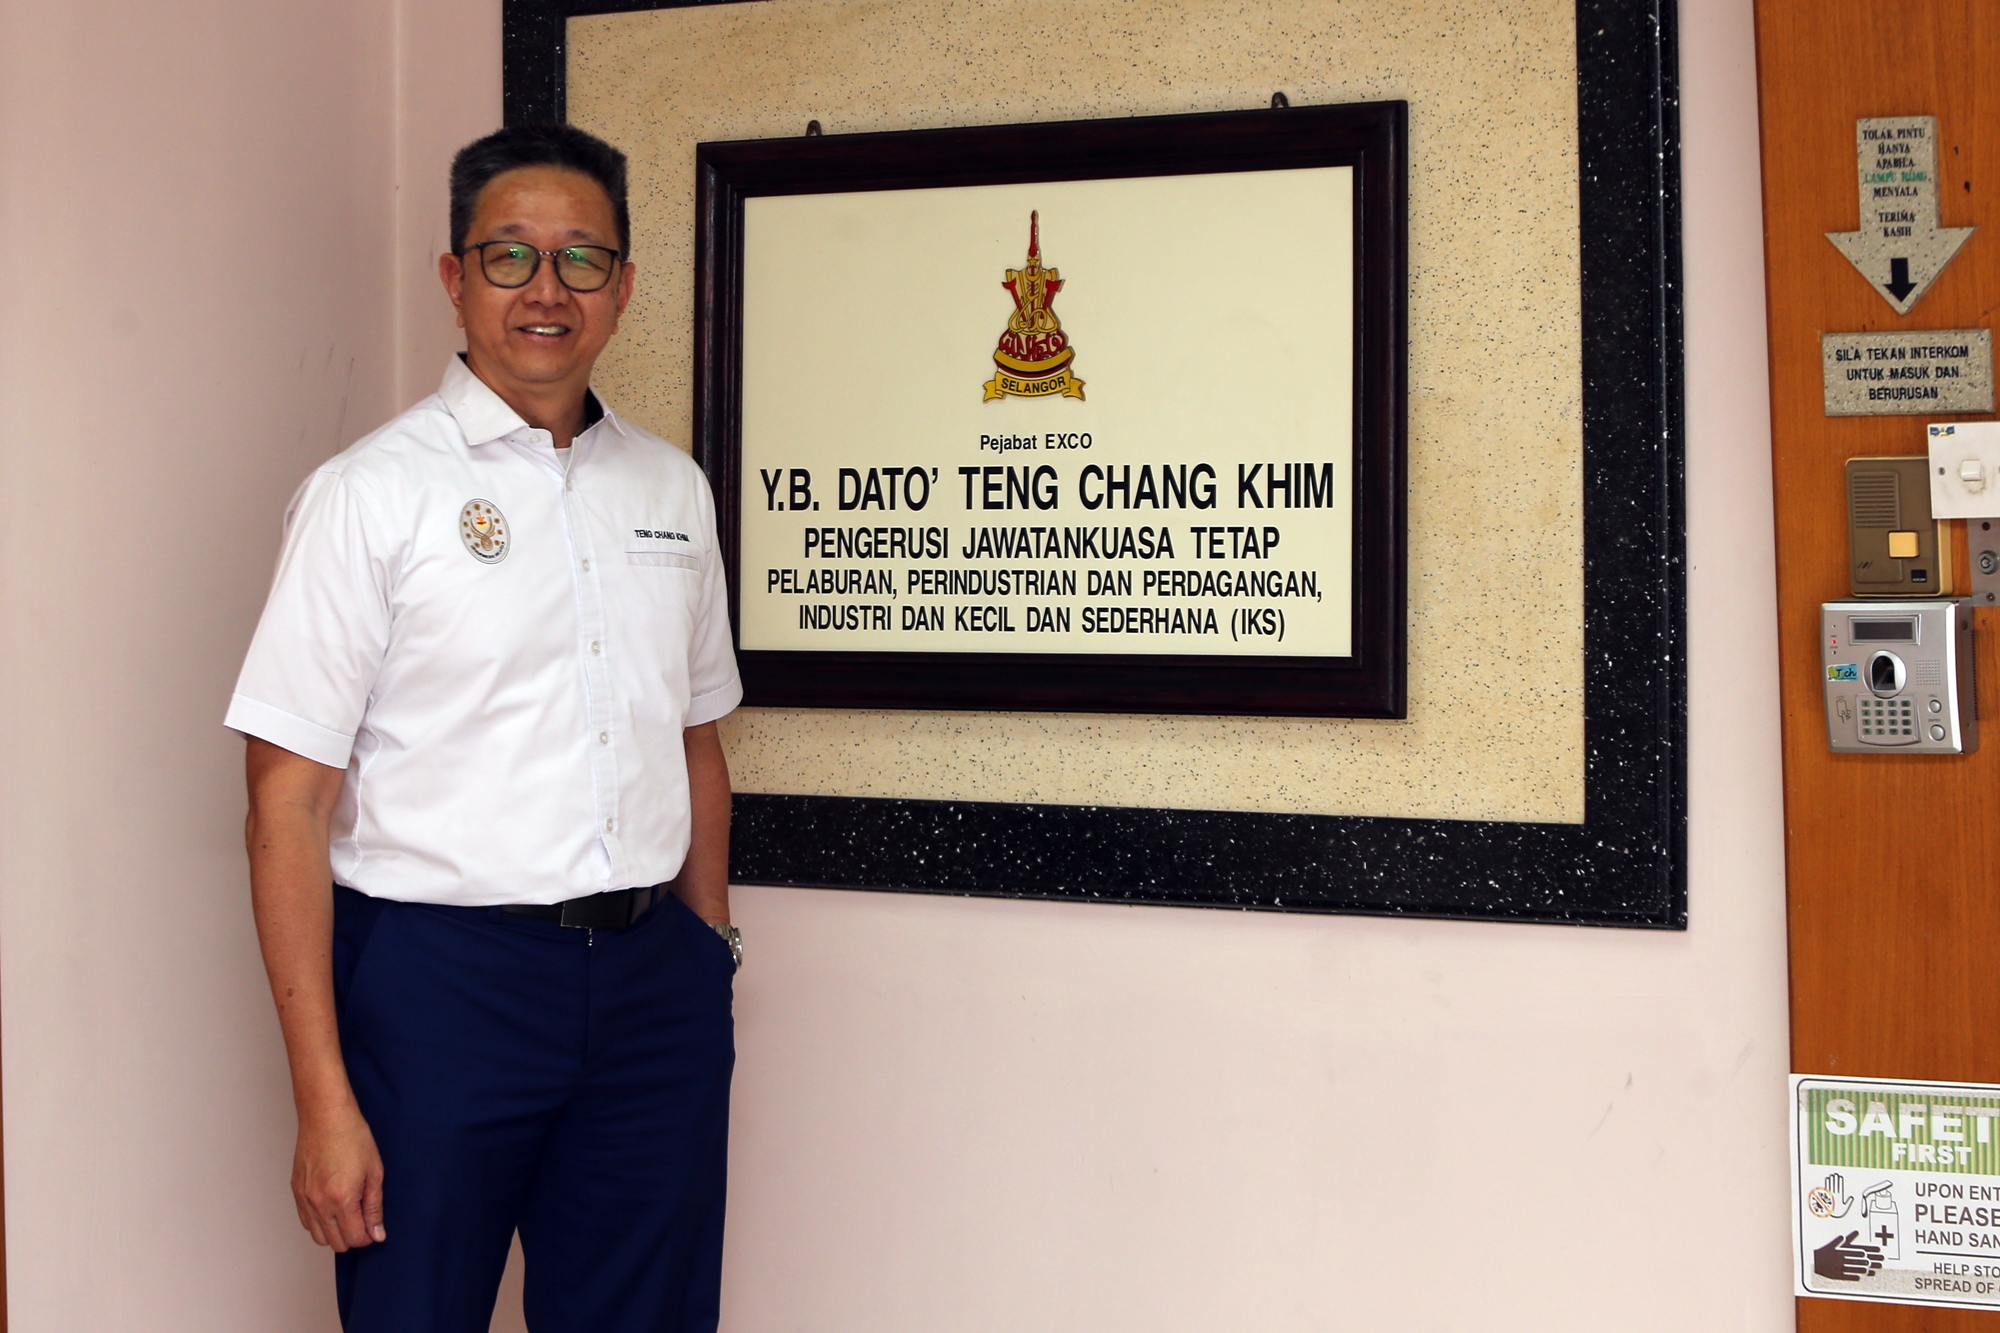 SELANGOR
Pejabat EXCO
Y.B. DATO' TENG CHANG KHIM
PENGERUSI JAWATANKUASA TETAP
PELABURAN, PERINDUSTRIAN DAN PERDAGANGAN,
INDUSTRI DAN KECIL DAN SEDERHANA (IKS)
TENG CHANG KHIM
TOLAK PINTU
HANYA
APABILA
LAMPU HIJAU
MENYALA
TERIMA
KASIH
SILA TEKAN INTERKOM
UNTUK MASUK DAN
BERURUSAN
SAFET
FIRST
UPON ENT
PLEASE
HAND SAN
HELP STO
SPREAD OF